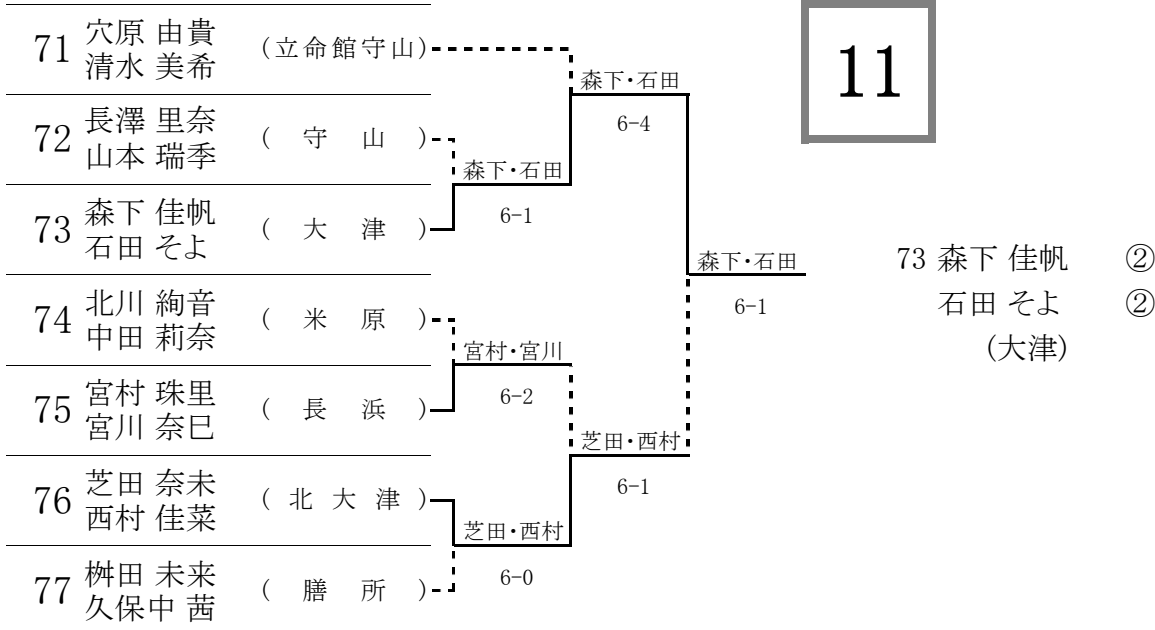 71 穴原 由貴
清水 美希
(立命館守山)
72 長澤 里奈
山本 瑞季
( 守 山 )
73 森下 佳帆
石田 そよ
( 大 津 )
74 北川 絢音
中田 莉奈
( 米 原 )
75 宮村 珠里
宮川 奈巳
( 長 浜 )
76 芝田 奈未
西村 佳菜
( 北 大 津 )
77 桝田 未来
久保中 茜
( 膳 所 )
森下・石田
6-1
宮村・宮川
6-2
芝田・西村
6-0
森下・石田
6-4
芝田・西村
6-1
森下・石田
6-1
11
73 森下 佳帆 ②
石田 そよ ②
(大津)